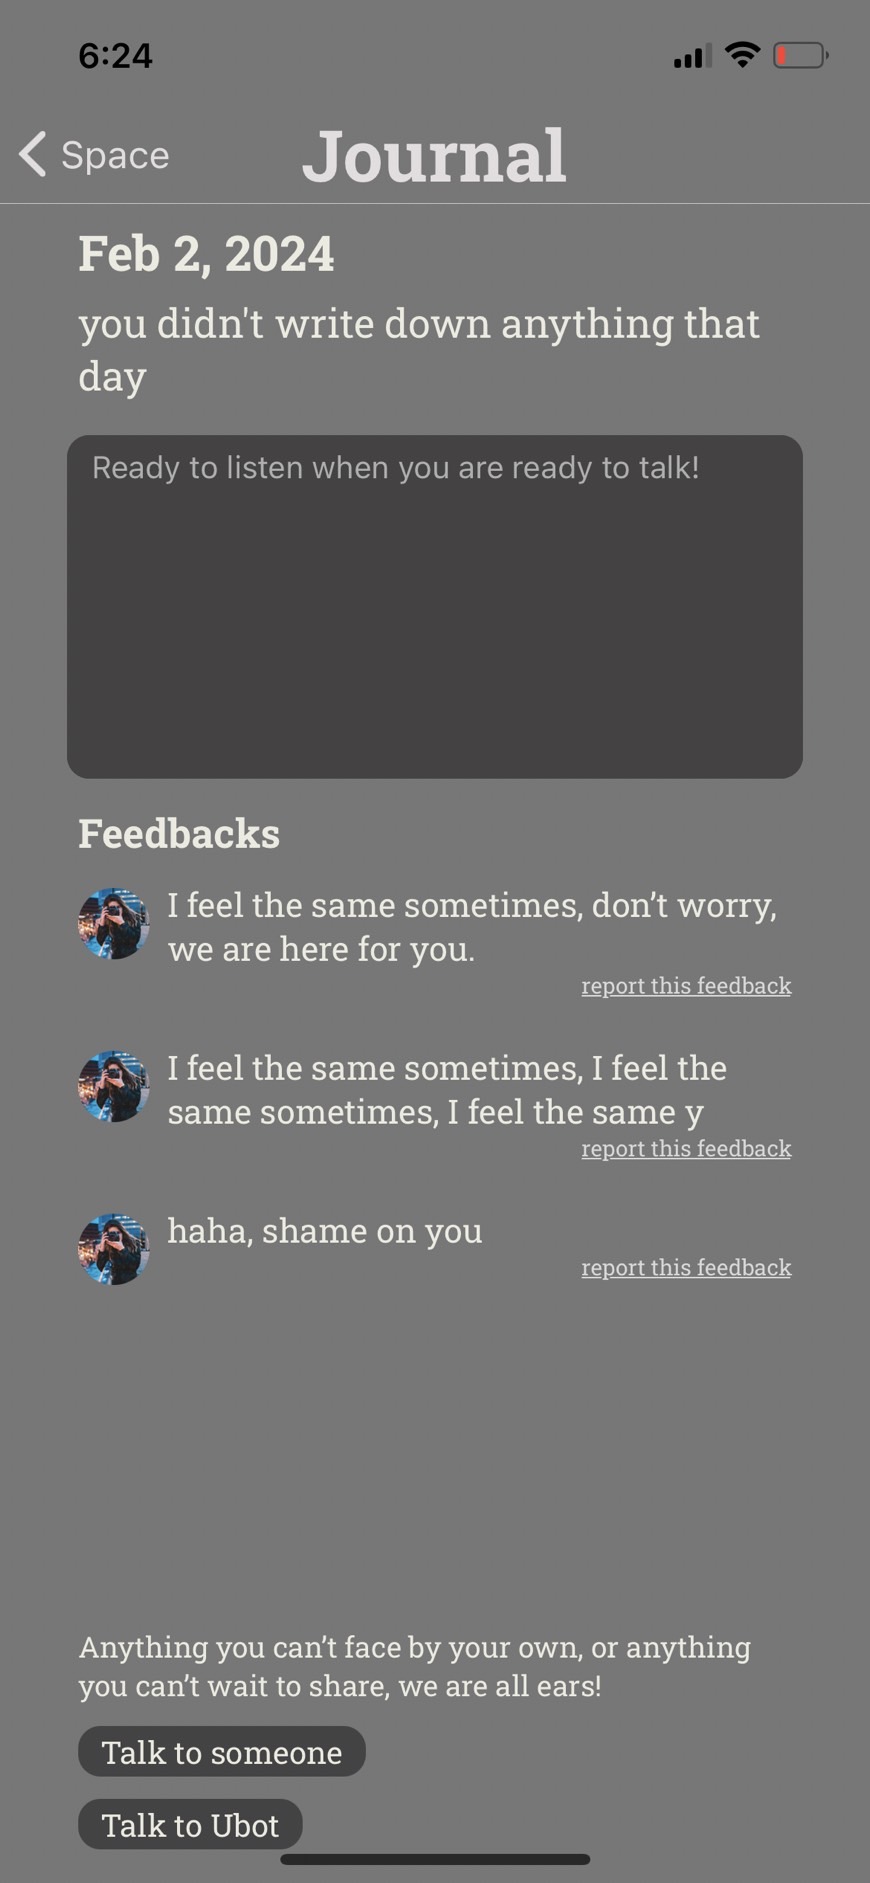 6:24
Space
Journal
Feb 2, 2024
you didn't write down anything that
day
Ready to listen when you are ready to talk!
Feedbacks
I feel the same sometimes, don’t worry,
we are here for you.
report this feedback
I feel the same sometimes, I feel the
same sometimes, I feel the same y
report this feedback
haha, shame on you
report this feedback
Anything you can’t face by your own, or anything
you can’t wait to share, we are all ears!
Talk to someone
Talk to Ubot